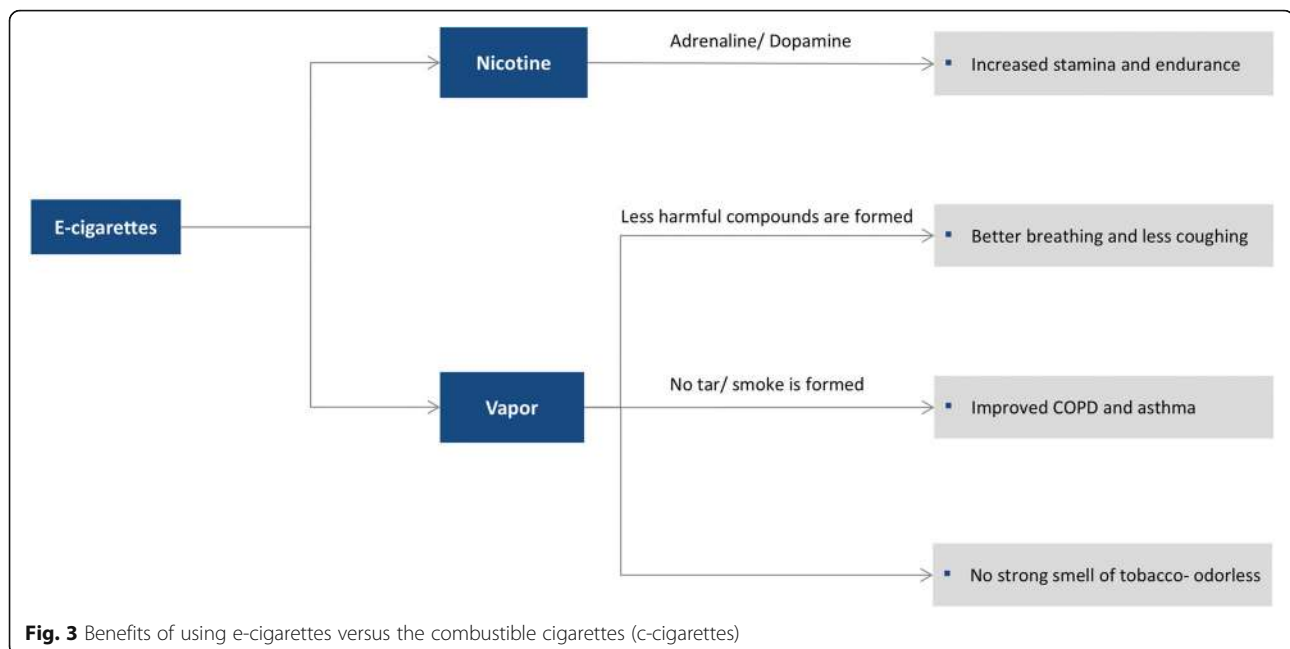 Adrenaline/ Dopamine
Nicotine
▪ Increased stamina and endurance
Less harmful compounds are formed
E-cigarettes
▪ Better breathing and less coughing
No tar/ smoke is formed
Vapor
▪ Improved COPD and asthma
▪ No strong smell of tobacco- odorless
Fig. 3 Benefits of using e-cigarettes versus the combustible cigarettes (c-cigarettes)